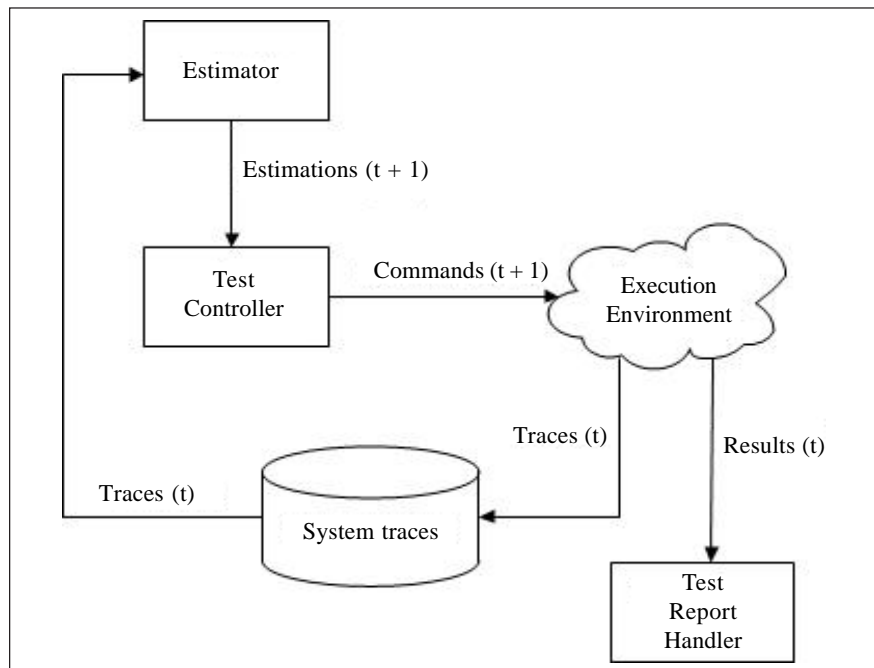 Estimator
Estimations (t + 1)
Test
Controller
Commands (t + 1)
Execution
Environment
Traces (t)
Results (t)
Traces (t)
System traces
Test
Report
Handler